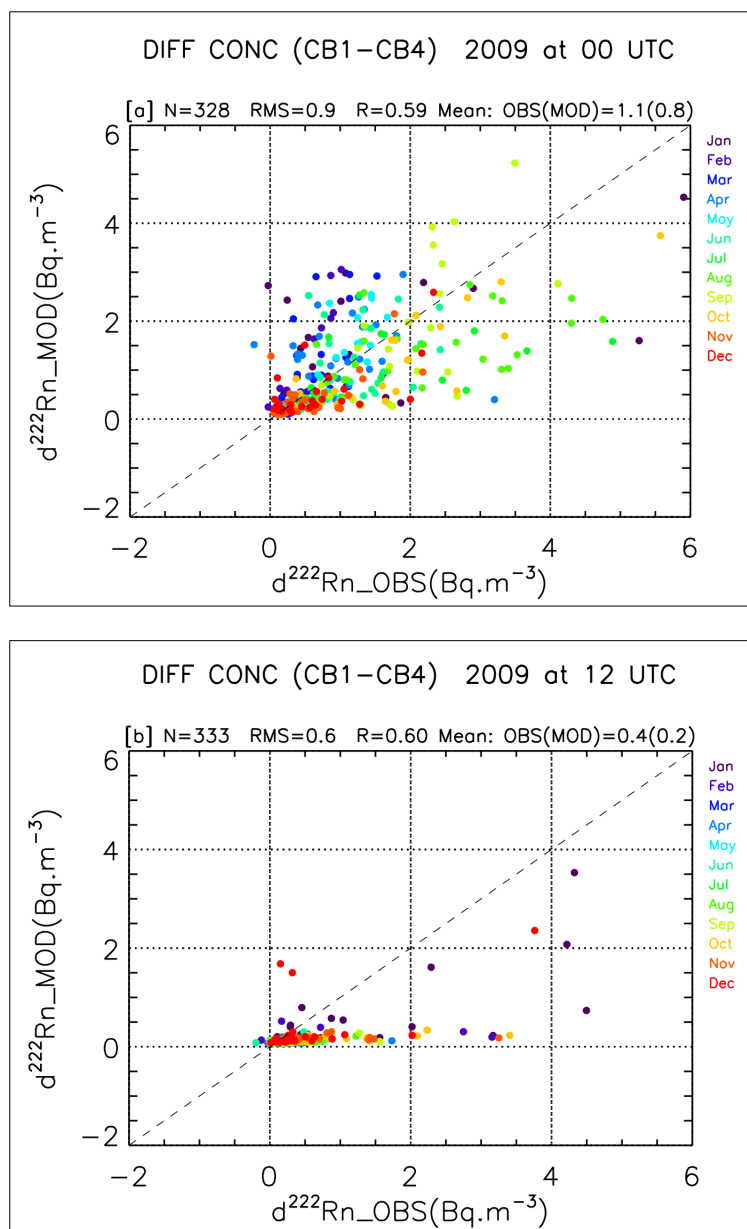 DIFF CONC (CB1−CB4) 2009 at 00 UTC
[a] N=328 RMS=0.9 R=0.59 Mean: OBS(MOD)=1.1(0.8)
6
4
2
0
−2
d²²²Rn_MOD(Bq.m⁻³)
Jan
Feb
Mar
Apr
May
Jun
Jul
Aug
Sep
Oct
Nov
Dec
−2 0 2 4 6
d²²²Rn_OBS(Bq.m⁻³)
DIFF CONC (CB1−CB4) 2009 at 12 UTC
[b] N=333 RMS=0.6 R=0.60 Mean: OBS(MOD)=0.4(0.2)
6
4
2
0
−2
d²²²Rn_MOD(Bq.m⁻³)
Jan
Feb
Mar
Apr
May
Jun
Jul
Aug
Sep
Oct
Nov
Dec
−2 0 2 4 6
d²²²Rn_OBS(Bq.m⁻³)